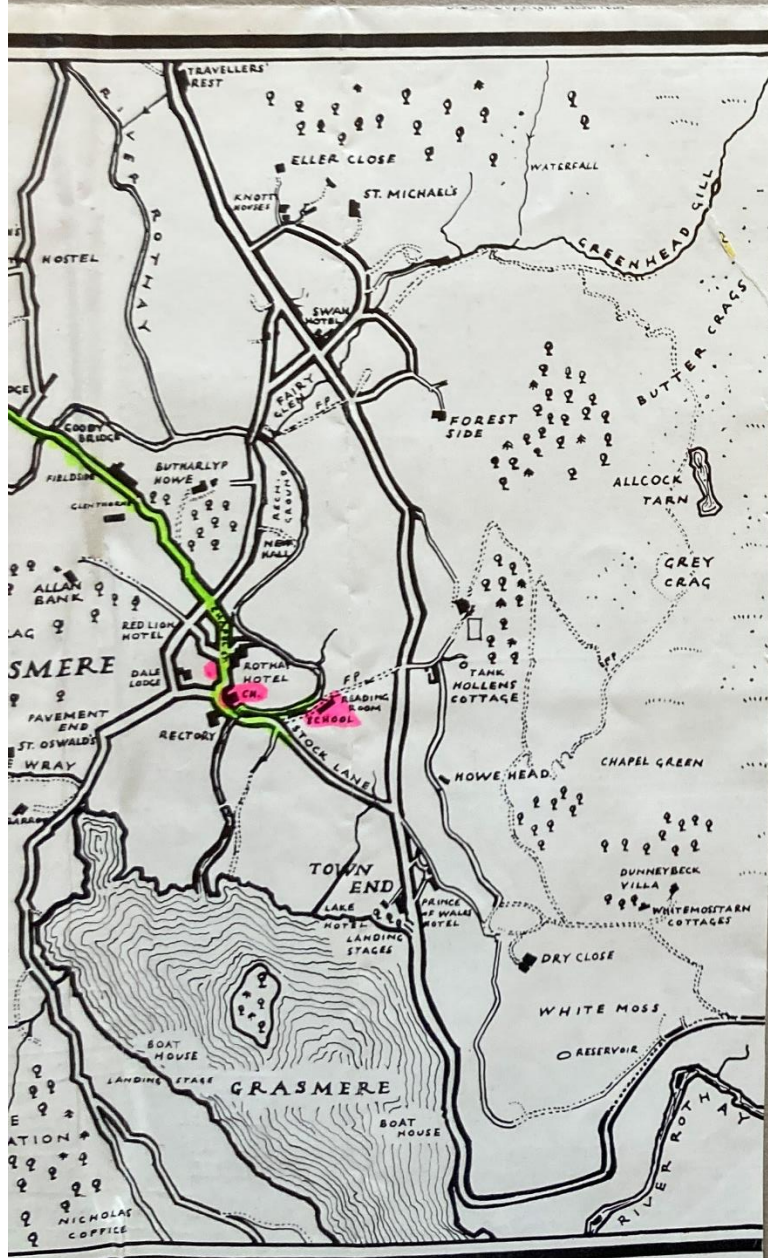 TRAVELLERS'
REST
RIVER ROTHAY
ELLER CLOSE
WATERFALL
KNOTT
HOUSES
ST. MICHAEL'S
GREENHEAD GILL
HOSTEL
SWAN
HOTEL
BUTTER CRAGS
FAIRY
GLEN
F.P.
FOREST
SIDE
GOODY
BRIDGE
FIELDSIDE
BUTHARLYP
HOWE
GLENTHORNE
RECN.
GROUND
ALLCOCK
TARN
NEW
HALL
GREY
CRAG
ALLAN
BANK
RED LION
HOTEL
SMERE
DALE
LODGE
ROTHAY
HOTEL
CH.
F.P.
F.P.
TANK
HOLLENS
COTTAGE
READING
ROOM
SCHOOL
PAVEMENT
END
RECTORY
STOCK LANE
ST. OSWALD'S
WRAY
HOWE HEAD
CHAPEL GREEN
TOWN
END
DUNNEYBECK
VILLA
WHITEMOSSTARN
COTTAGES
LAKE
HOTEL
PRINCE
OF WALES
HOTEL
LANDING
STAGES
DRY CLOSE
WHITE MOSS
RESERVOIR
BOAT
HOUSE
LANDING STAGE
GRASMERE
BOAT
HOUSE
RIVER ROTHAY
ATION
NICHOLAS
COPPICE